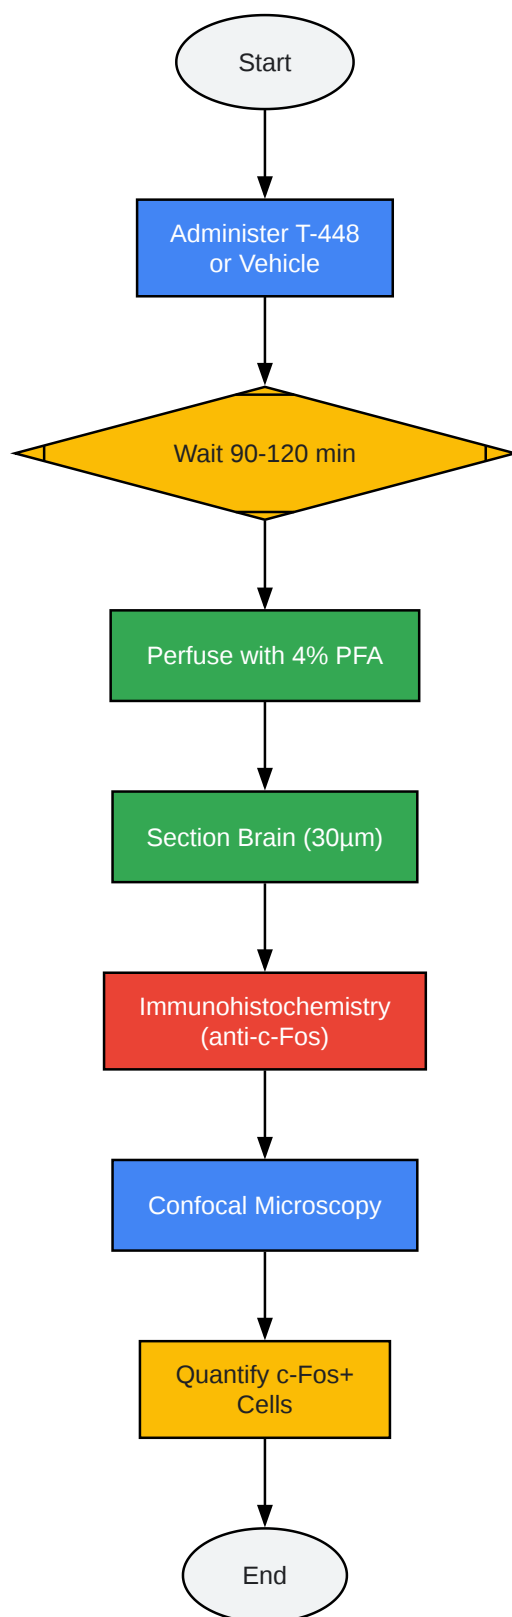 Start
Administer T-448
or Vehicle
Wait 90-120 min
Perfuse with 4% PFA
Section Brain (30µm)
Immunohistochemistry
(anti-c-Fos)
Confocal Microscopy
Quantify c-Fos+
Cells
End